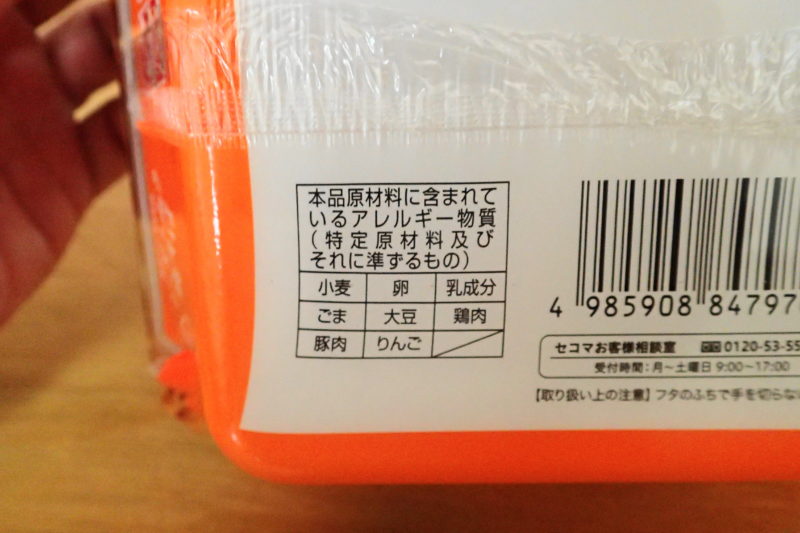 本品原材料に含まれて
いるアレルギー物質
(特定原材料及び
それに準ずるもの)
小麦 卵 乳成分
ごま 大豆 鶏肉
豚肉 りんご
4 985908 84797
セコマお客様相談室 0120-53-55
受付時間:月~土曜日 9:00~17:00
【取り扱い上の注意】フタのふちで手を切らない